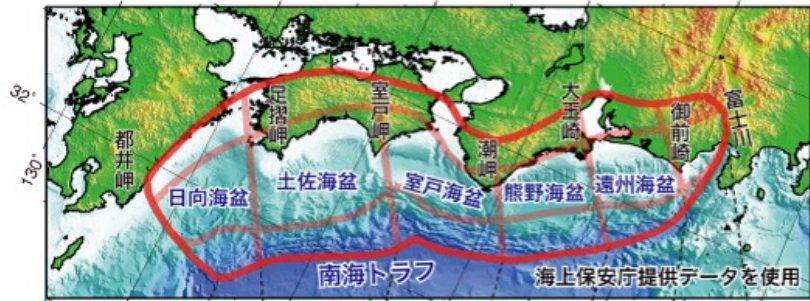 足摺岬
室戸岬
大王崎
御前崎
富士川
都井岬
潮岬
130°
日向海盆
土佐海盆
室戸海盆
熊野海盆
遠州海盆
南海トラフ
海上保安庁提供データを使用